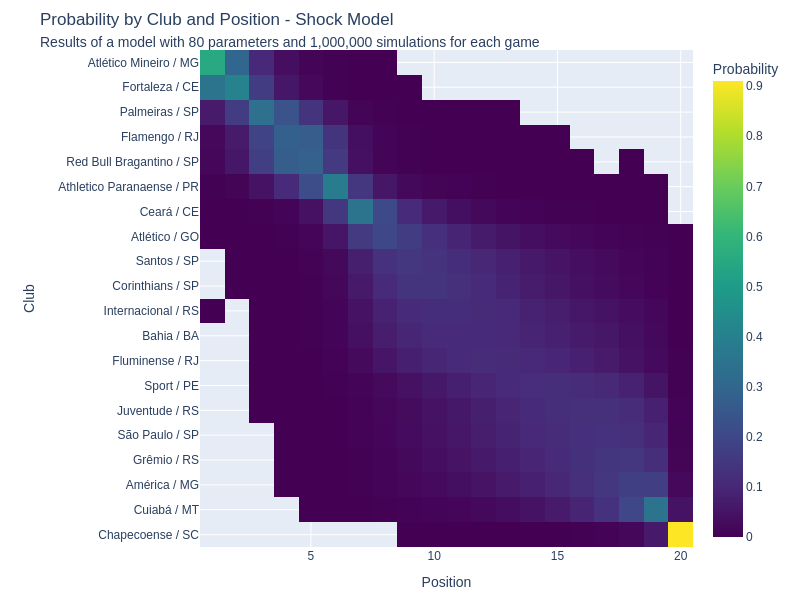 Probability by Club and Position - Shock Model
Results of a model with 80 parameters and 1,000,000 simulations for each game
Probability
Atlético Mineiro / MG
Fortaleza / CE
Palmeiras / SP
Flamengo / RJ
Red Bull Bragantino / SP
Athletico Paranaense / PR
Ceará / CE
Atlético / GO
Santos / SP
Corinthians / SP
Internacional / RS
Bahia / BA
Fluminense / RJ
Sport / PE
Juventude / RS
São Paulo / SP
Grêmio / RS
América / MG
Cuiabá / MT
Chapecoense / SC
Club
5
10
15
20
Position
0.9
0.8
0.7
0.6
0.5
0.4
0.3
0.2
0.1
0